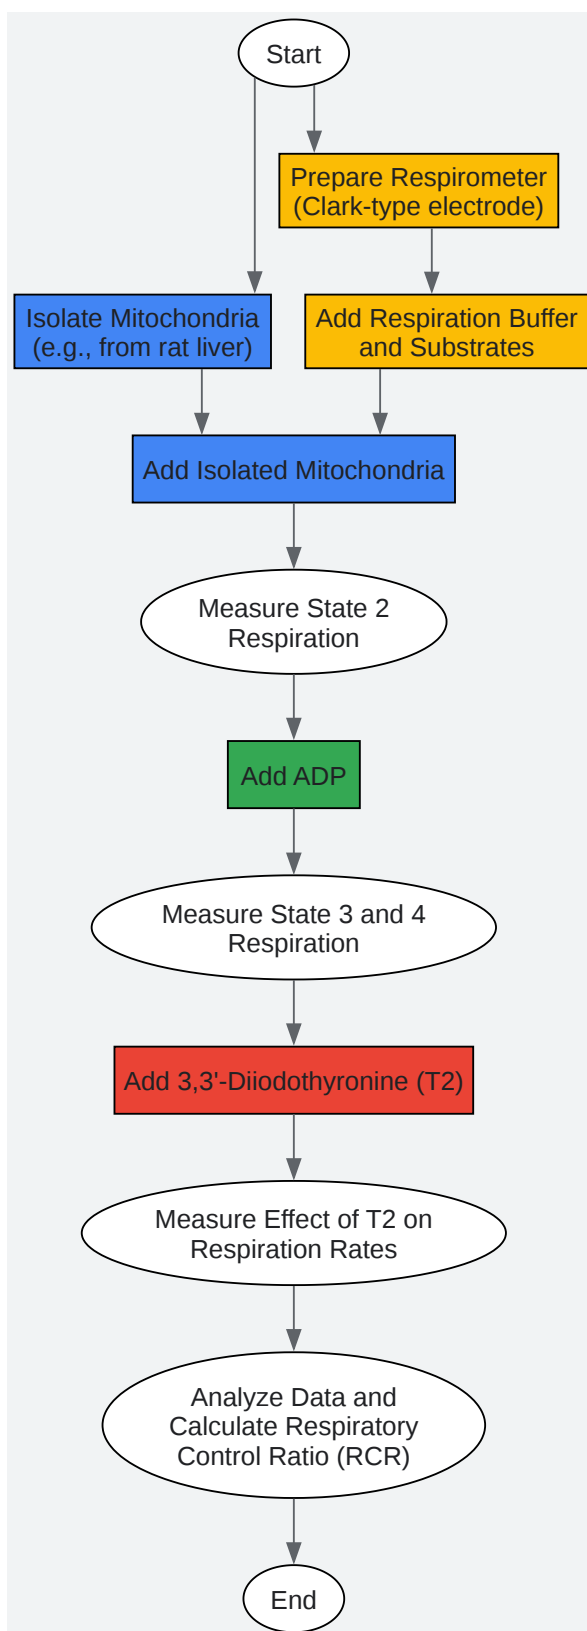 Start
Prepare Respirometer
(Clark-type electrode)
Isolate Mitochondria
(e.g., from rat liver)
Add Respiration Buffer
and Substrates
Add Isolated Mitochondria
Measure State 2
Respiration
Add ADP
Measure State 3 and 4
Respiration
Add 3,3'-Diiodothyronine (T2)
Measure Effect of T2 on
Respiration Rates
Analyze Data and
Calculate Respiratory
Control Ratio (RCR)
End